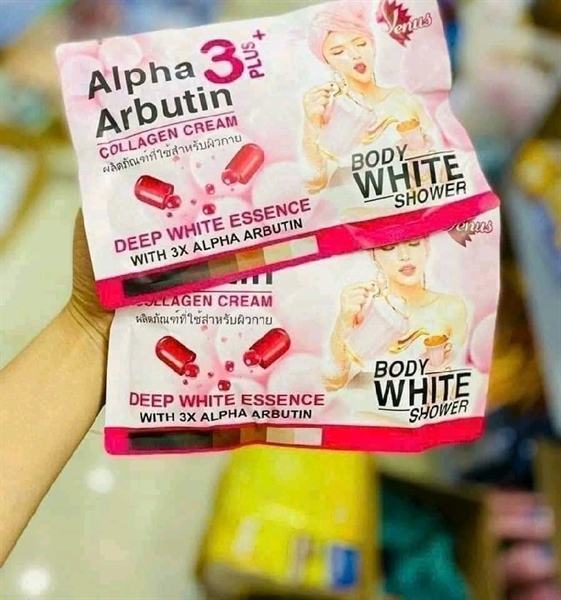 Venus
Alpha 3 PLUS+
Arbutin
COLLAGEN CREAM
ผลิตภัณฑ์ที่ใช้สำหรับผิวกาย
BODY
WHITE
SHOWER
DEEP WHITE ESSENCE
WITH 3X ALPHA ARBUTIN
Venus
COLLAGEN CREAM
ผลิตภัณฑ์ที่ใช้สำหรับผิวกาย
BODY
WHITE
SHOWER
DEEP WHITE ESSENCE
WITH 3X ALPHA ARBUTIN